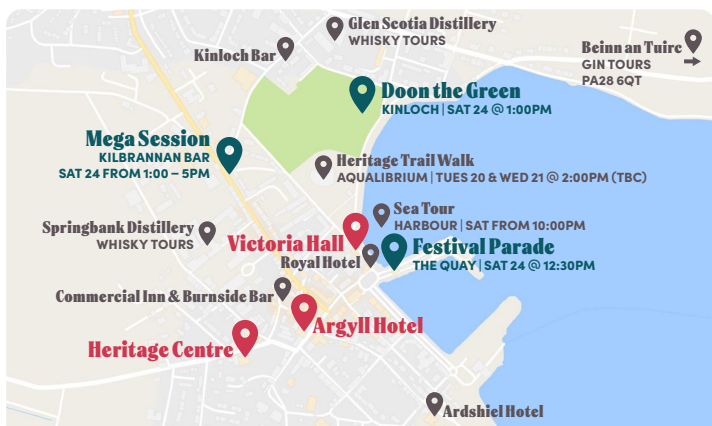 Glen Scotia Distillery
WHISKY TOURS
Kinloch Bar
Beinn an Tuirc
GIN TOURS
PA28 6QT
Doon the Green
KINLOCH | SAT 24 @ 1:00PM
Mega Session
KILBRANNAN BAR
SAT 24 FROM 1:00 – 5PM
Heritage Trail Walk
AQUALIBRIUM | TUES 20 & WED 21 @ 2:00PM (TBC)
Sea Tour
HARBOUR | SAT FROM 10:00PM
Springbank Distillery
WHISKY TOURS
Victoria Hall
Royal Hotel
Festival Parade
THE QUAY | SAT 24 @ 12:30PM
Commercial Inn & Burnside Bar
Argyll Hotel
Heritage Centre
Ardshiel Hotel